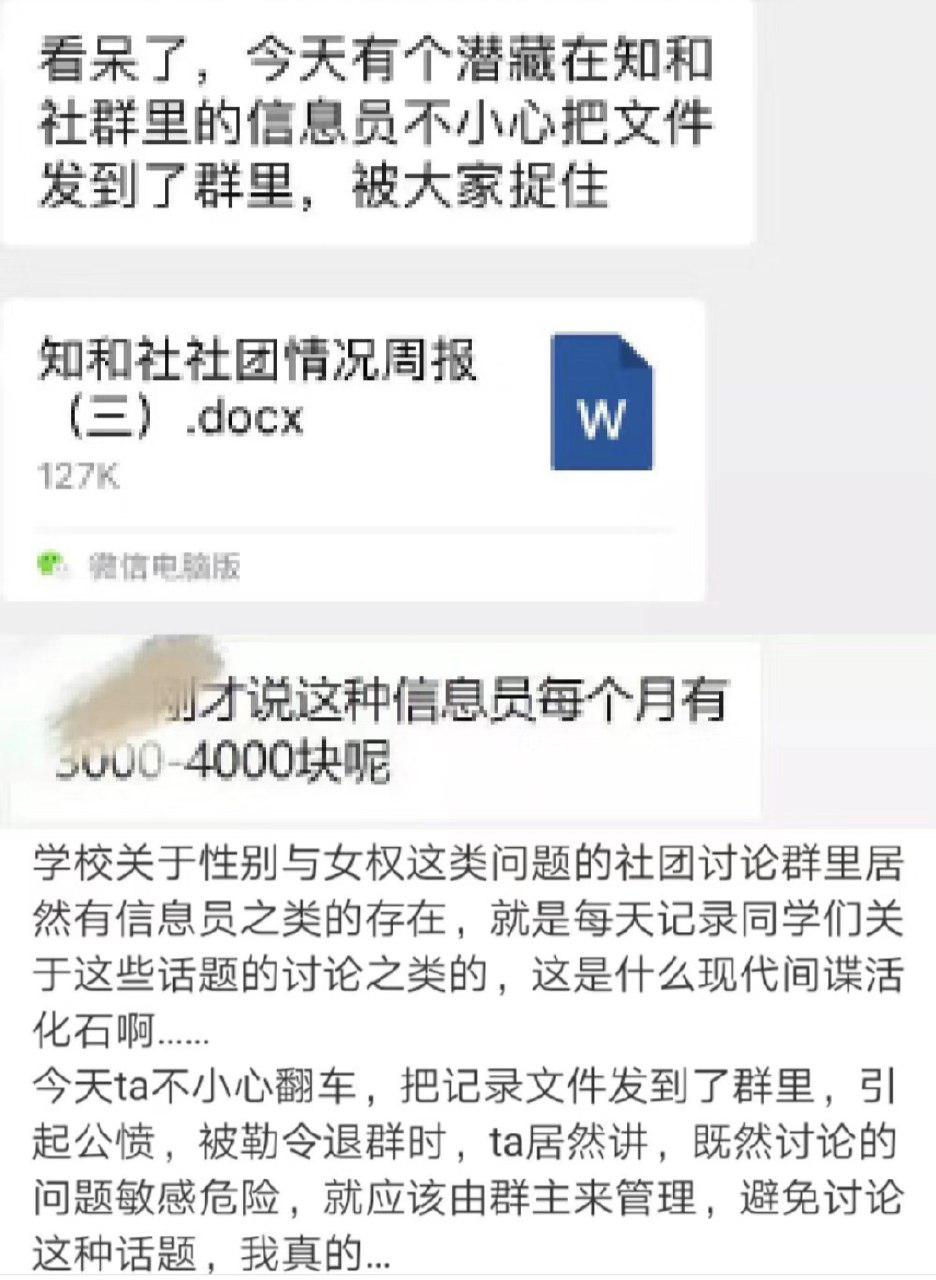 看呆了，今天有个潜藏在知和
社群里的信息员不小心把文件
发到了群里，被大家捉住
知和社社团情况周报
（三）.docx
W
127K
微信电脑版
刚才说这种信息员每个月有
3000-4000块呢
学校关于性别与女权这类问题的社团讨论群里居
然有信息员之类的存在，就是每天记录同学们关
于这些话题的讨论之类的，这是什么现代间谍活
化石啊......
今天ta不小心翻车，把记录文件发到了群里，引
起公愤，被勒令退群时，ta居然讲，既然讨论的
问题敏感危险，就应该由群主来管理，避免讨论
这种话题，我真的...